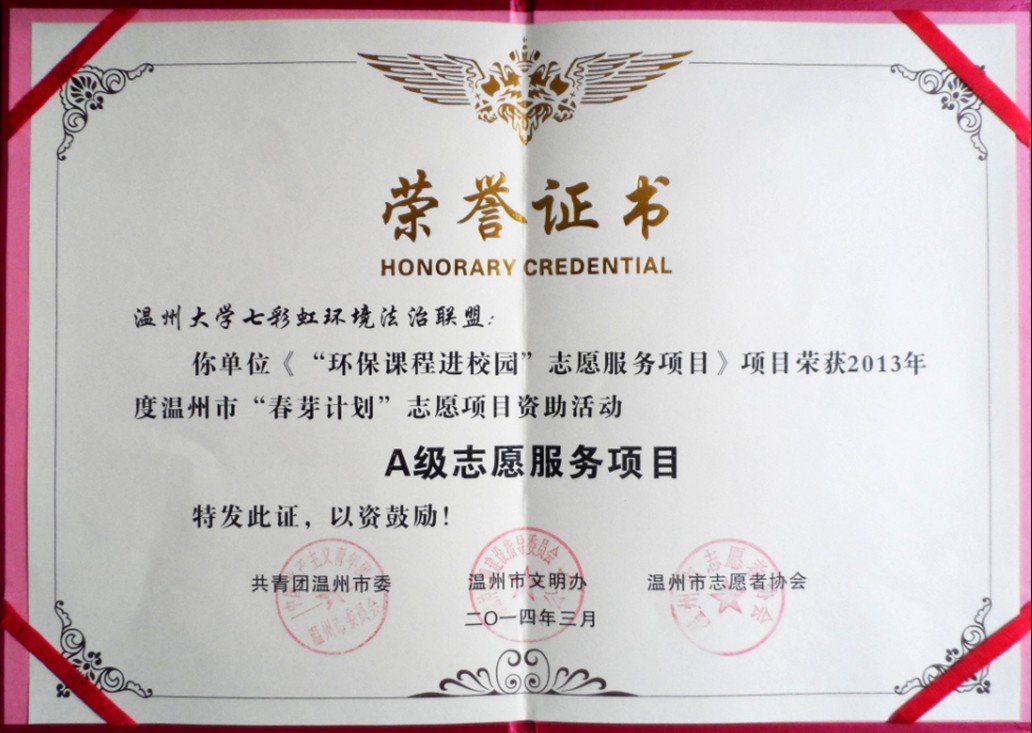 荣誉证书
HONORARY CREDENTIAL
温州大学七彩虹环境法治联盟：
你单位《“环保课程进校园”志愿服务项目》项目荣获2013年
度温州市“春芽计划”志愿项目资助活动
A级志愿服务项目
特发此证，以资鼓励！
共青团温州市委 温州市文明办 温州市志愿者协会
二〇一四年三月